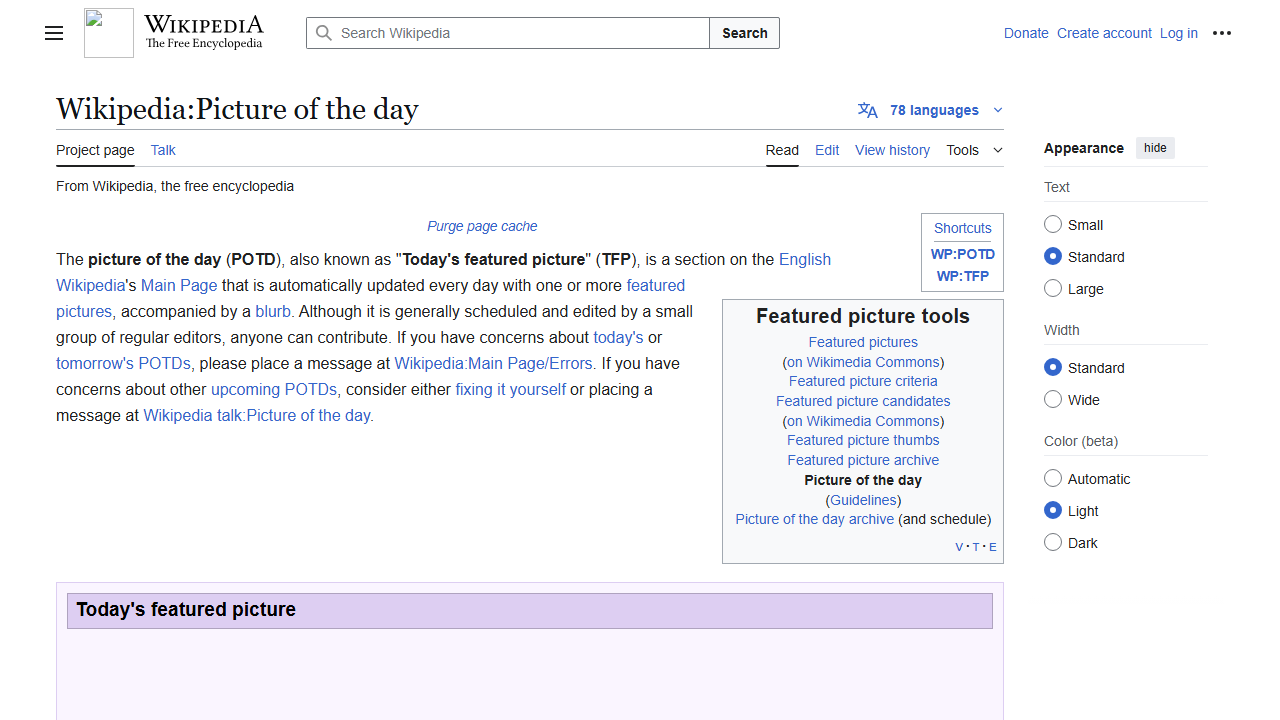 WIKIPEDIA
The Free Encyclopedia
Search Wikipedia
Search
Donate Create account Log in
Wikipedia:Picture of the day
78 languages
Project page Talk
Read Edit View history Tools
From Wikipedia, the free encyclopedia
Purge page cache
Shortcuts
WP:POTD
WP:TFP
The picture of the day (POTD), also known as "Today's featured picture" (TFP), is a section on the English
Wikipedia's Main Page that is automatically updated every day with one or more featured
pictures, accompanied by a blurb. Although it is generally scheduled and edited by a small
group of regular editors, anyone can contribute. If you have concerns about today's or
tomorrow's POTDs, please place a message at Wikipedia:Main Page/Errors. If you have
concerns about other upcoming POTDs, consider either fixing it yourself or placing a
message at Wikipedia talk:Picture of the day.
Featured picture tools
Featured pictures
(on Wikimedia Commons)
Featured picture criteria
Featured picture candidates
(on Wikimedia Commons)
Featured picture thumbs
Featured picture archive
Picture of the day
(Guidelines)
Picture of the day archive (and schedule)
V · T · E
Today's featured picture
Appearance hide
Text
Small
Standard
Large
Width
Standard
Wide
Color (beta)
Automatic
Light
Dark